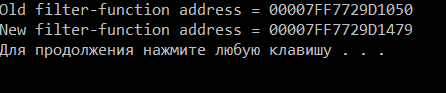 Old filter-function address = 00007FF7729D1050
New filter-function address = 00007FF7729D1479
Для продолжения нажмите любую клавишу . . .